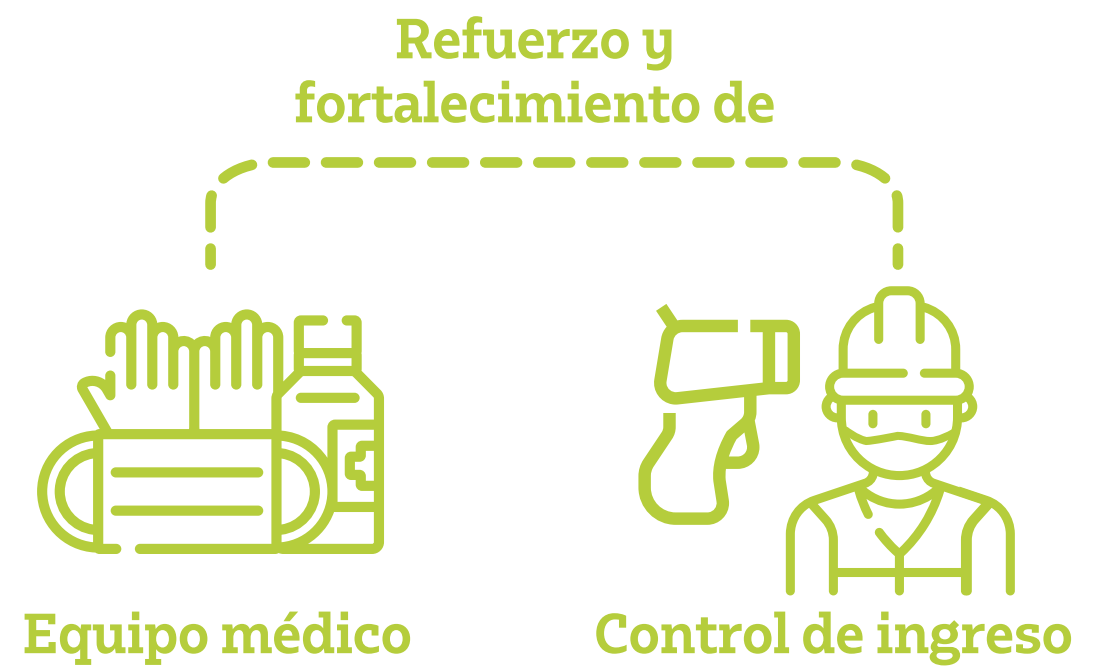 Refuerzo y
fortalecimiento de
Equipo médico
Control de ingreso